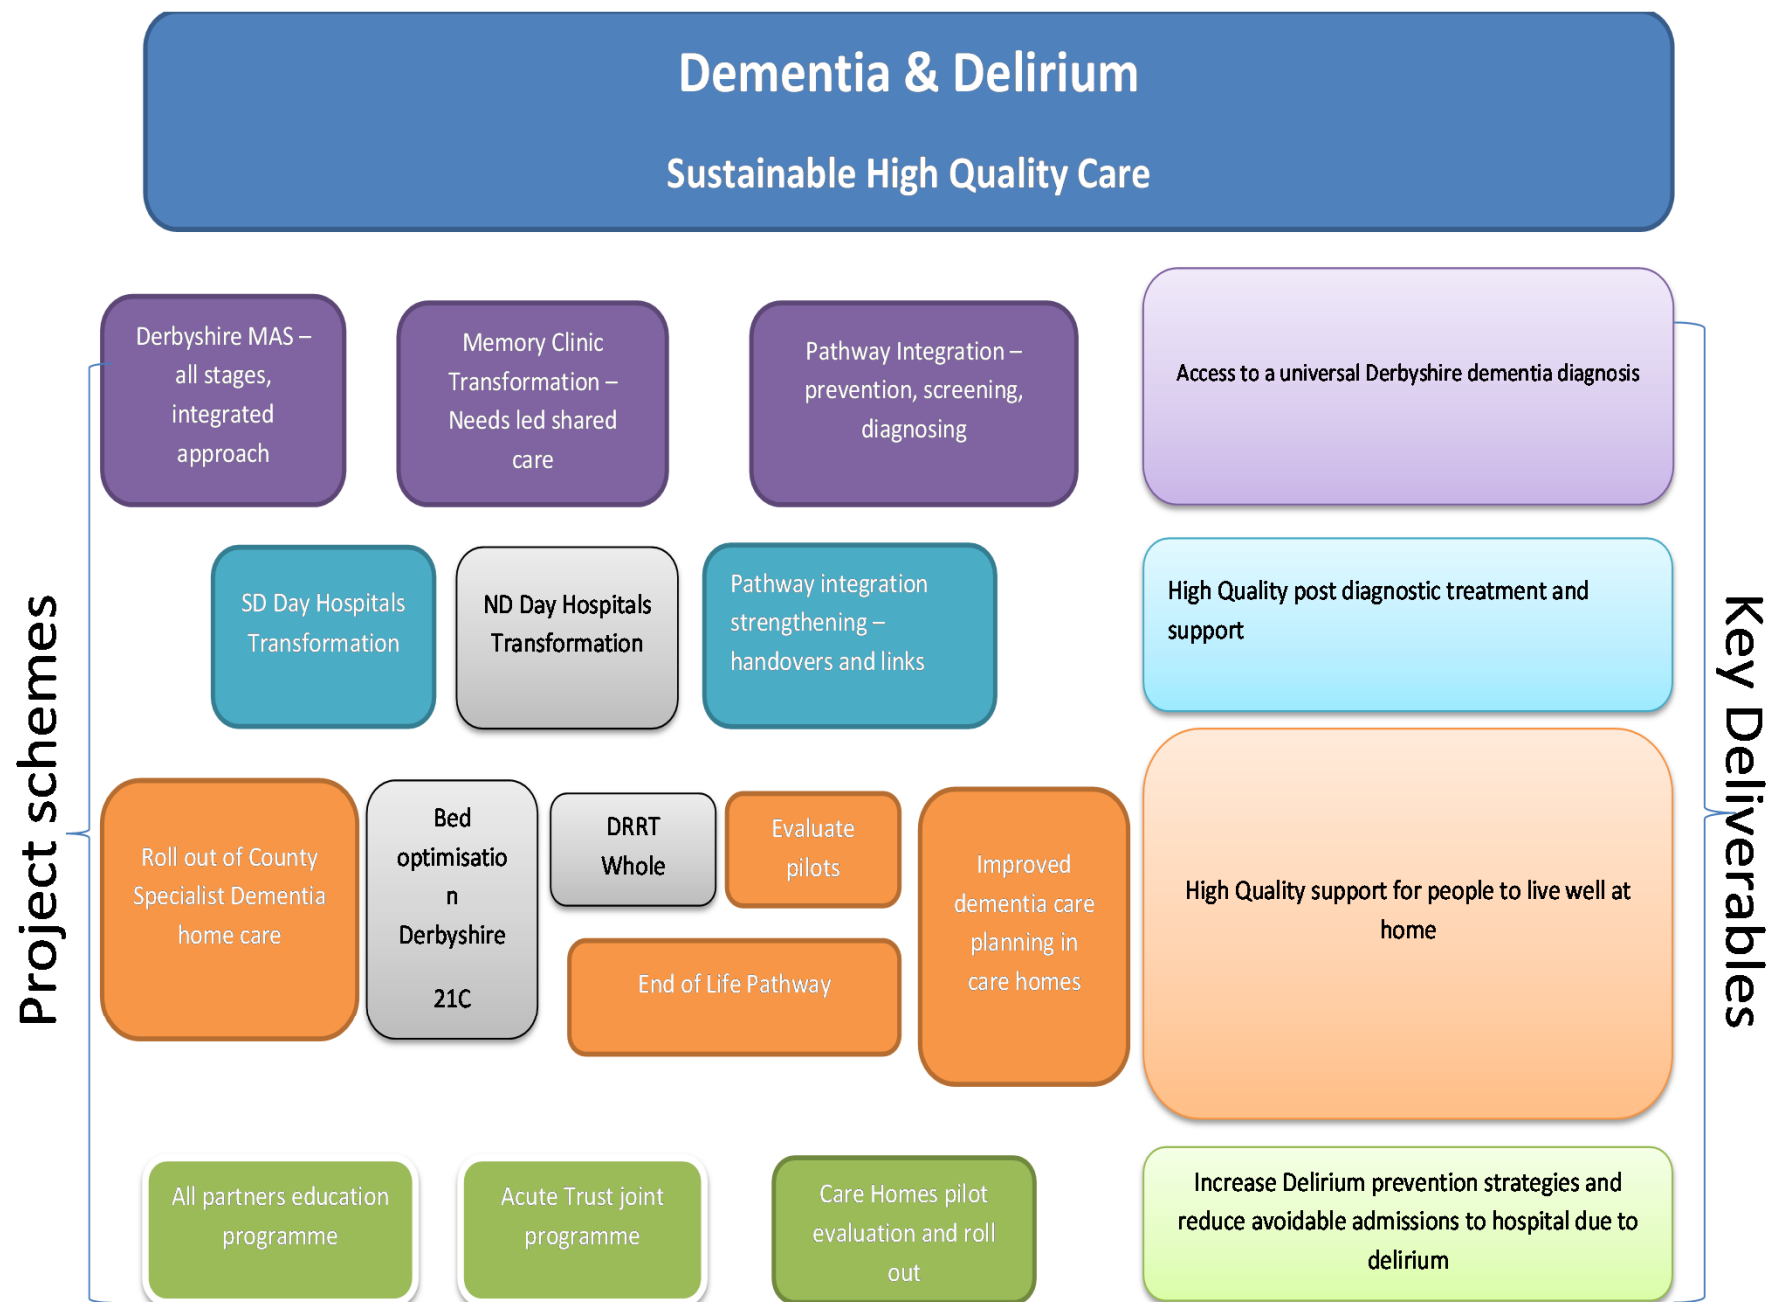 Dementia & Delirium
Sustainable High Quality Care
Project schemes
Derbyshire MAS –
all stages,
integrated
approach
Memory Clinic
Transformation –
Needs led shared
care
Pathway Integration –
prevention, screening,
diagnosing
Access to a universal Derbyshire dementia diagnosis
SD Day Hospitals
Transformation
ND Day Hospitals
Transformation
Pathway integration
strengthening –
handovers and links
High Quality post diagnostic treatment and
support
Roll out of County
Specialist Dementia
home care
Bed
optimisatio
n
Derbyshire
21C
DRRT
Whole
Evaluate
pilots
End of Life Pathway
Improved
dementia care
planning in
care homes
High Quality support for people to live well at
home
All partners education
programme
Acute Trust joint
programme
Care Homes pilot
evaluation and roll
out
Increase Delirium prevention strategies and
reduce avoidable admissions to hospital due to
delirium
Key Deliverables